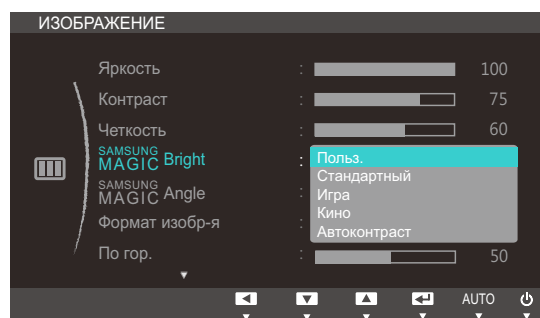 ИЗОБРАЖЕНИЕ
Яркость : 100
Контраст : 75
Четкость : 60
SAMSUNG
MAGIC Bright : Польз.
Стандартный
SAMSUNG
MAGIC Angle : Игра
Кино
Формат изобр-я : Автоконтраст
По гор. : 50
AUTO